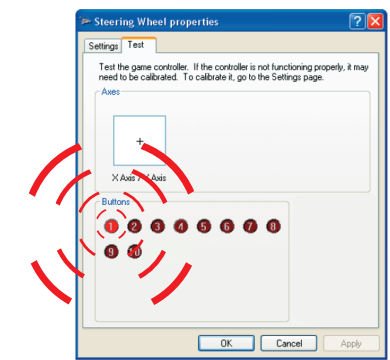 Steering Wheel properties
Settings Test
Test the game controller. If the controller is not functioning properly, it may
need to be calibrated. To calibrate it, go to the Settings page.
Axes
X Axis / Y Axis
Buttons
1 2 3 4 5 6 7 8
9 10
OK Cancel Apply